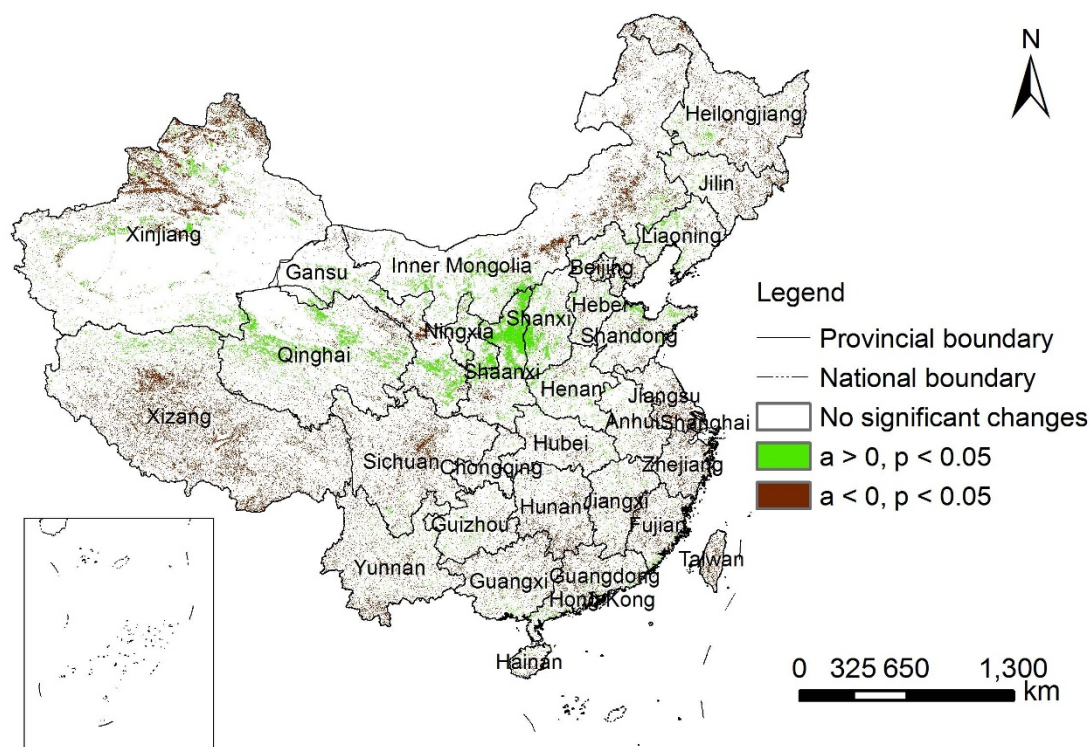 N
Heilongjiang
Jilin
Liaoning
Xinjiang
Gansu
Inner Mongolia
Beijing
Hebei
Shanxi
Ningxia
Shandong
Qinghai
Shaanxi
Henan
Jiangsu
Xizang
Anhui
Shanghai
Hubei
Sichuan
Chongqing
Zhejiang
Hunan
Jiangxi
Guizhou
Fujian
Yunnan
Taiwan
Guangxi
Guangdong
Hong Kong
Hainan
Legend
Provincial boundary
National boundary
No significant changes
a > 0, p < 0.05
a < 0, p < 0.05
0 325 650 1,300
km